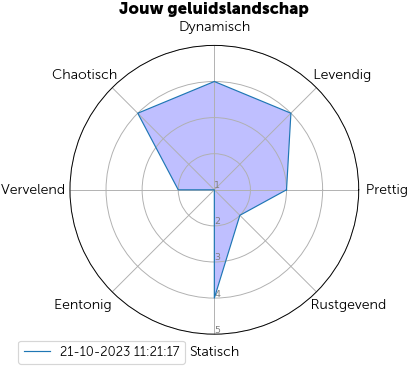 Jouw geluidslandschap
Dynamisch
Chaotisch
Levendig
Vervelend
1
Prettig
2
3
4
Eentonig
Rustgevend
5
21-10-2023 11:21:17
Statisch